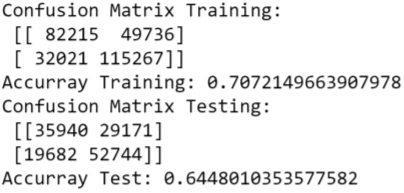 Confusion Matrix Training:
[[ 82215 49736]
[ 32021 115267]]
Accurray Training: 0.7072149663907978
Confusion Matrix Testing:
[[35940 29171]
[19682 52744]]
Accurray Test: 0.6448010353577582